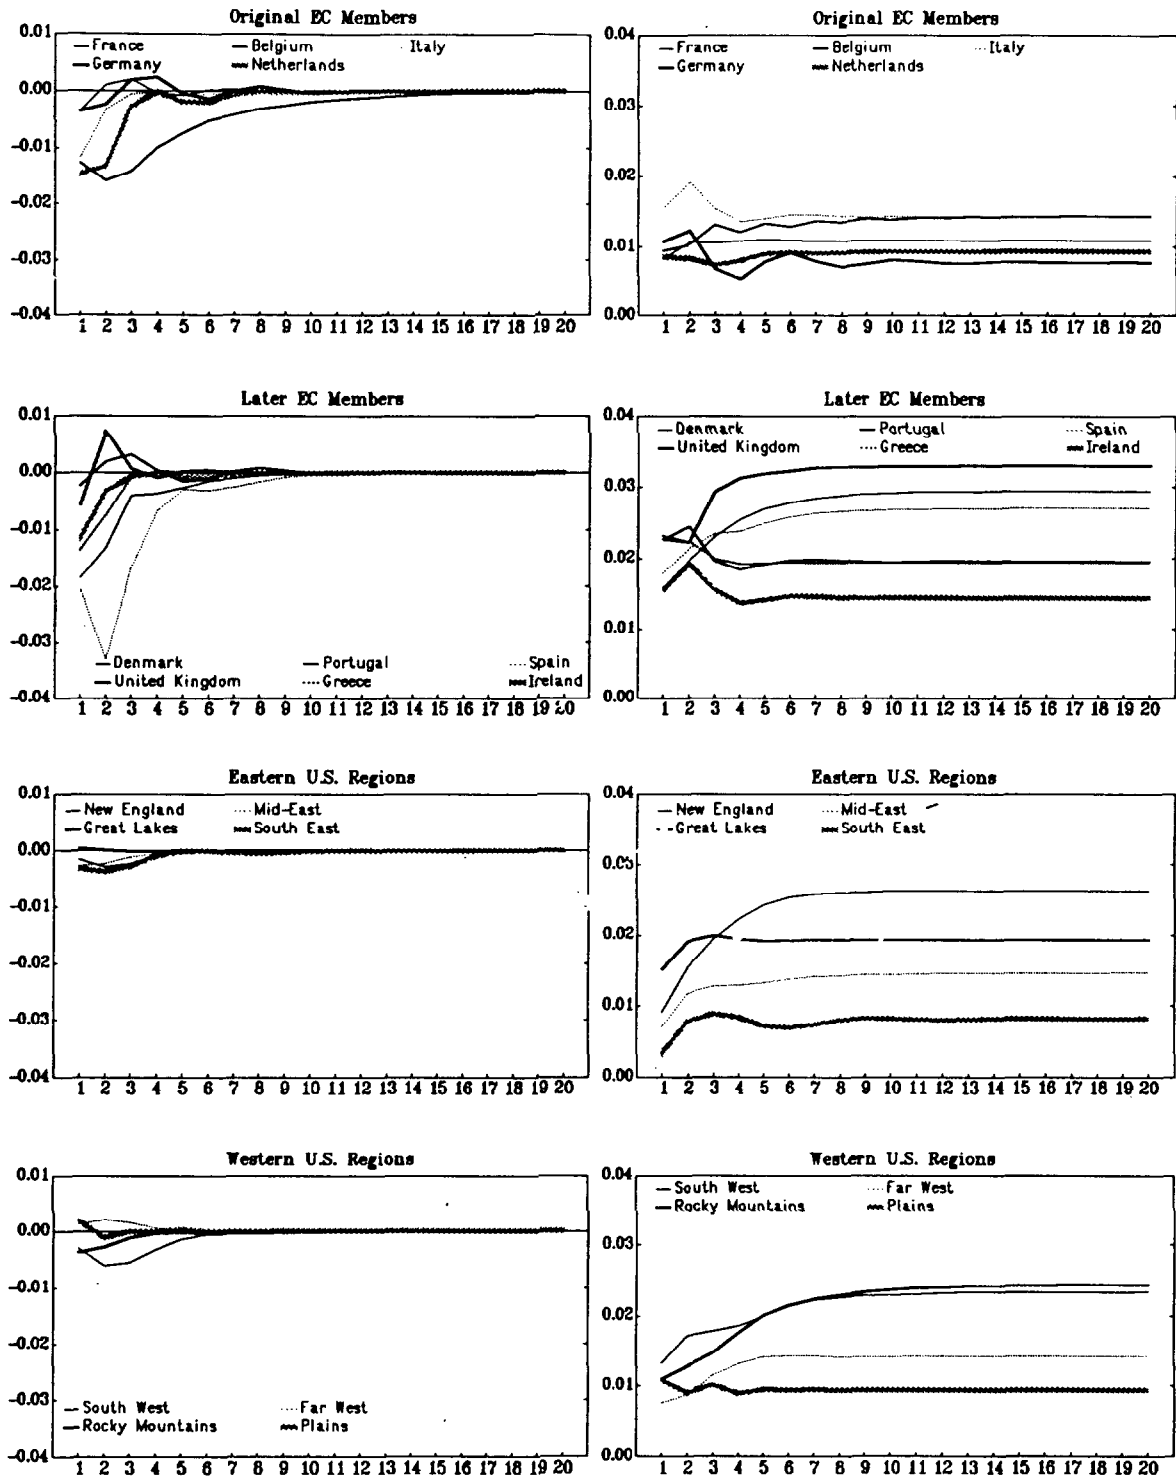 Original EC Members
0.01
France Belgium Italy
Germany Netherlands
0.00
-0.01
-0.02
-0.03
-0.04
1 2 3 4 5 6 7 8 9 10 11 12 13 14 15 16 17 18 19 20
Original EC Members
0.04
France Belgium Italy
Germany Netherlands
0.03
0.02
0.01
0.00
1 2 3 4 5 6 7 8 9 10 11 12 13 14 15 16 17 18 19 20
Later EC Members
0.01
0.00
-0.01
-0.02
-0.03
Denmark Portugal Spain
United Kingdom Greece Ireland
-0.04
1 2 3 4 5 6 7 8 9 10 11 12 13 14 15 16 17 18 19 20
Later EC Members
0.04
Denmark Portugal Spain
United Kingdom Greece Ireland
0.03
0.02
0.01
0.00
1 2 3 4 5 6 7 8 9 10 11 12 13 14 15 16 17 18 19 20
Eastern U.S. Regions
0.01
New England Mid-East
Great Lakes South East
0.00
-0.01
-0.02
-0.03
-0.04
1 2 3 4 5 6 7 8 9 10 11 12 13 14 15 16 17 18 19 20
Eastern U.S. Regions
0.04
New England Mid-East
Great Lakes South East
0.02
0.01
0.00
1 2 3 4 5 6 7 8 9 10 11 12 13 14 15 16 17 18 19 20
Western U.S. Regions
0.01
0.00
-0.01
-0.02
-0.03
South West Far West
Rocky Mountains Plains
-0.04
1 2 3 4 5 6 7 8 9 10 11 12 13 14 15 16 17 18 19 20
Western U.S. Regions
0.04
South West Far West
Rocky Mountains Plains
0.03
0.02
0.01
0.00
1 2 3 4 5 6 7 8 9 10 11 12 13 14 15 16 17 18 19 20